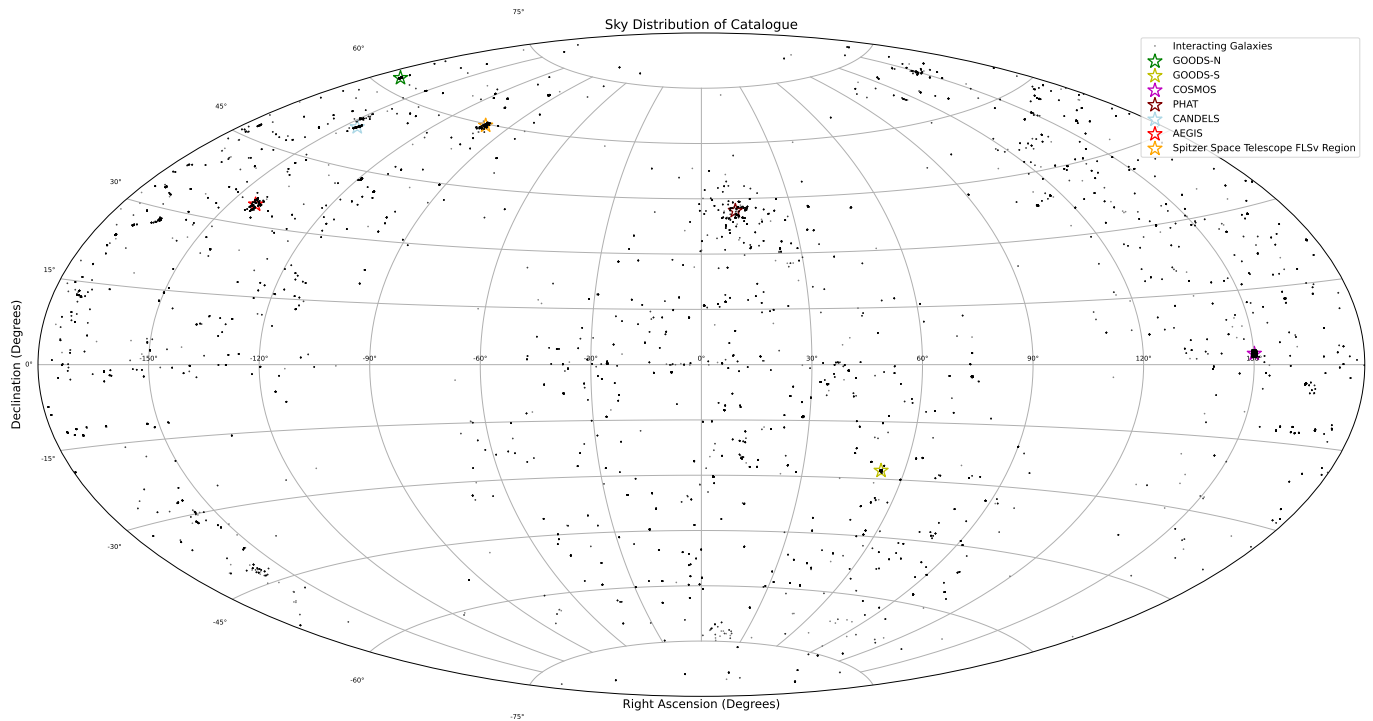 75°
Sky Distribution of Catalogue
60°
45°
30°
15°
0°
-15°
-30°
-45°
-60°
-75°
-150°
-120°
-90°
-60°
-30°
0°
30°
60°
90°
120°
Declination (Degrees)
Right Ascension (Degrees)
Interacting Galaxies
GOODS-N
GOODS-S
COSMOS
PHAT
CANDELS
AEGIS
Spitzer Space Telescope FLSv Region